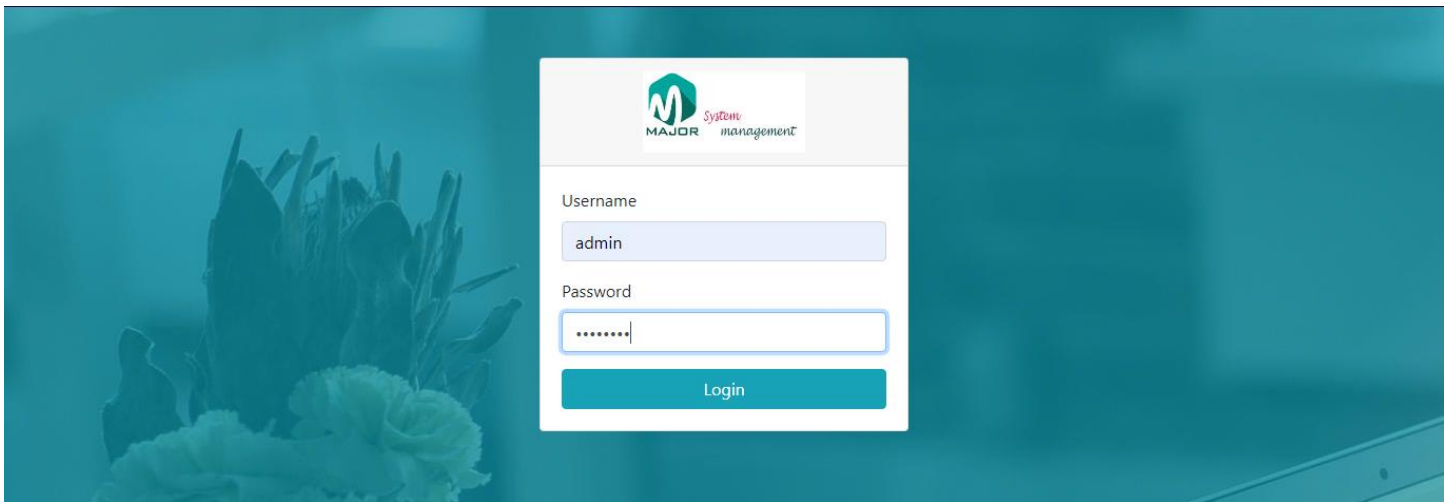 System
MAJOR management
Username
admin
Password
••••••••
Login